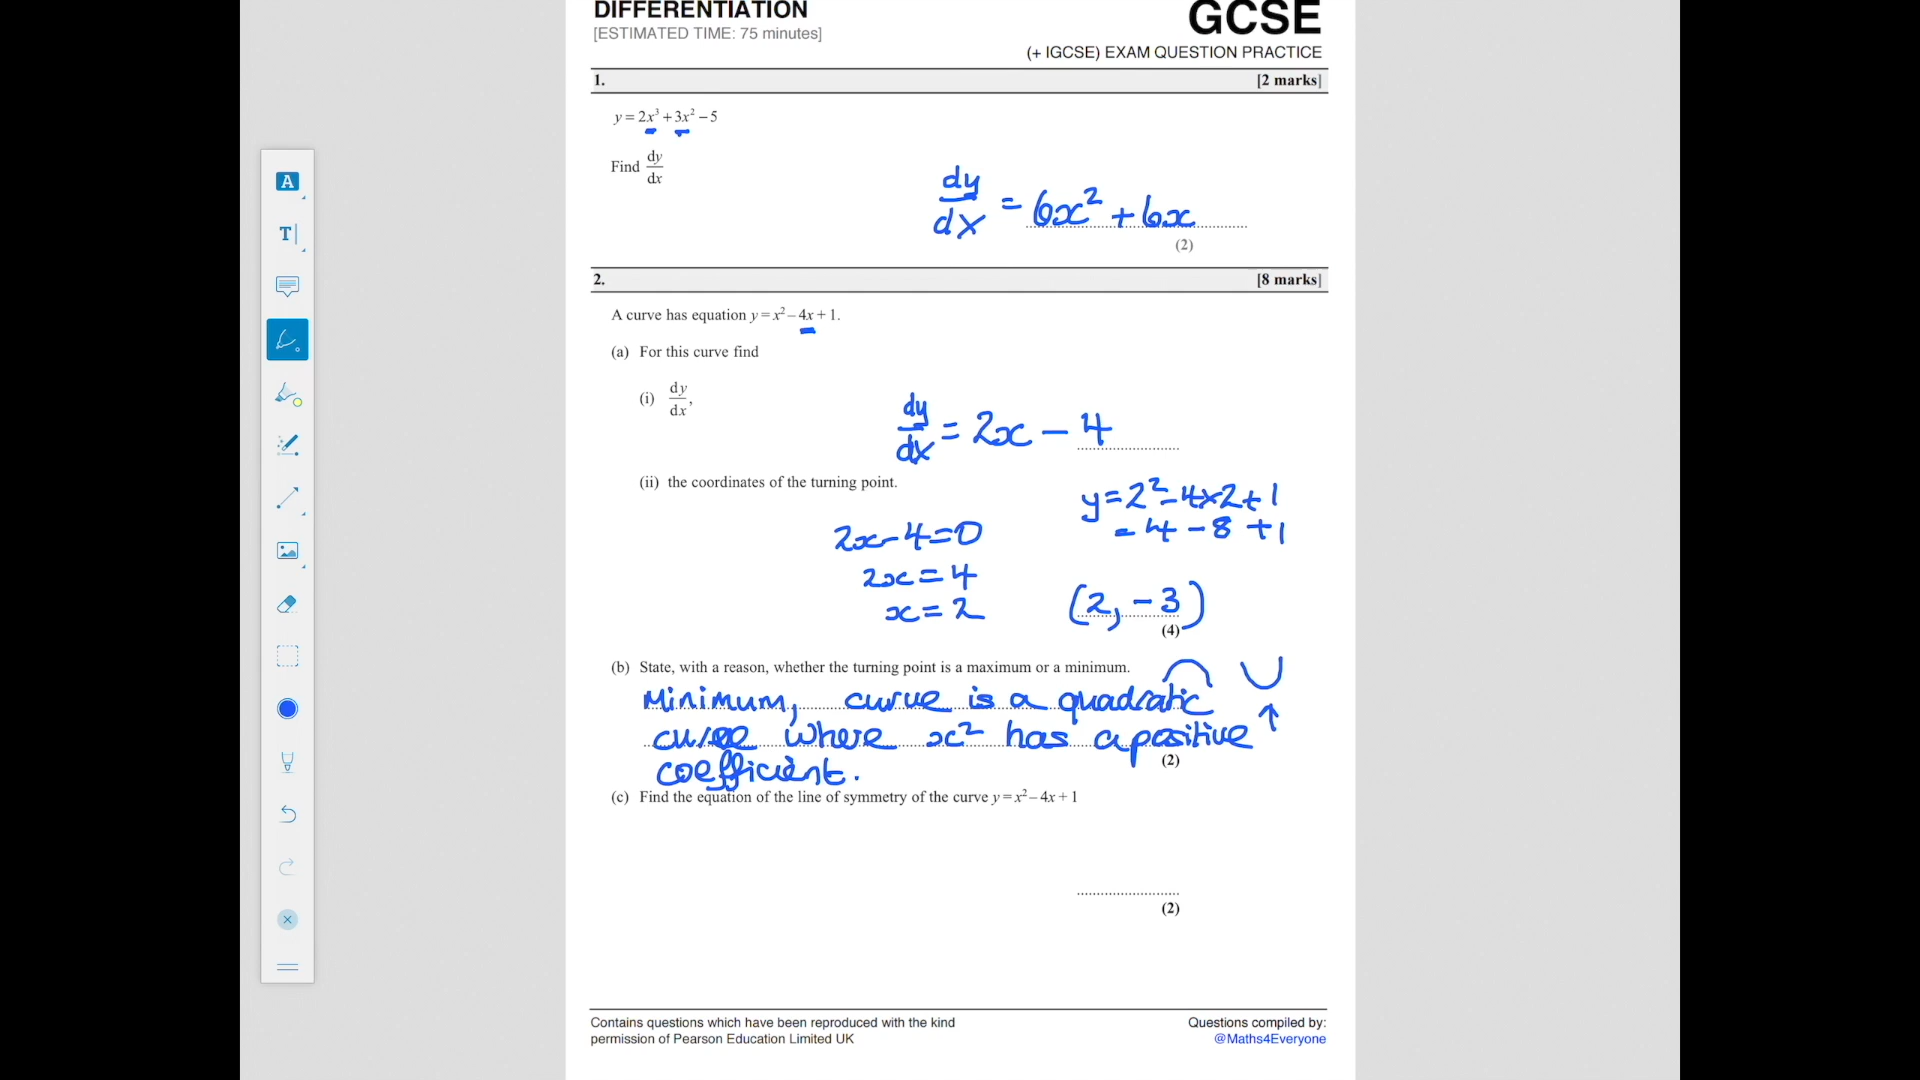 DIFFERENTIATION
[ESTIMATED TIME: 75 minutes]
GCSE
(+ IGCSE) EXAM QUESTION PRACTICE
1. [2 marks]
y = 2x³ + 3x² – 5
Find dy/dx
dy/dx = 6x² + 6x
(2)
2. [8 marks]
A curve has equation y = x² – 4x + 1.
(a) For this curve find
(i) dy/dx,
dy/dx = 2x – 4
(ii) the coordinates of the turning point.
y = 2² – 4×2 + 1
= 4 – 8 + 1
2x – 4 = 0
2x = 4
x = 2
(2, –3)
(4)
(b) State, with a reason, whether the turning point is a maximum or a minimum.
Minimum, curve is a quadratic
curve where x² has a positive
(2)
coefficient.
(c) Find the equation of the line of symmetry of the curve y = x² – 4x + 1
(2)
Contains questions which have been reproduced with the kind
permission of Pearson Education Limited UK
Questions compiled by:
@Maths4Everyone
A
T